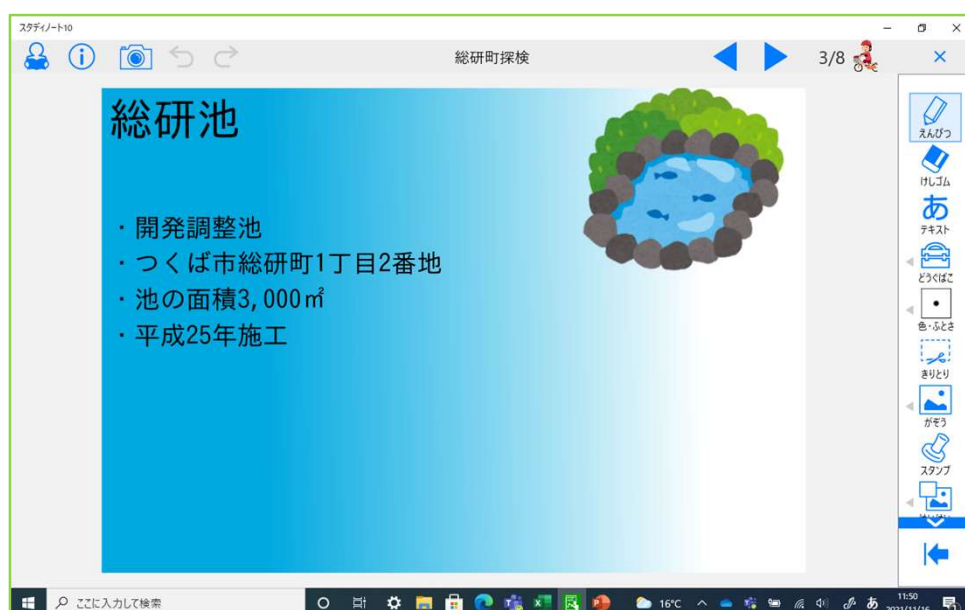 スタディノート10
総研町探検
3/8
総研池
・開発調整池
・つくば市総研町1丁目2番地
・池の面積3,000㎡
・平成25年施工
えんぴつ
けしゴム
あ
テキスト
どうぐばこ
色・ふとさ
きりとり
がぞう
スタンプ
ここに入力して検索
16°C
あ
11:50
2021/11/16